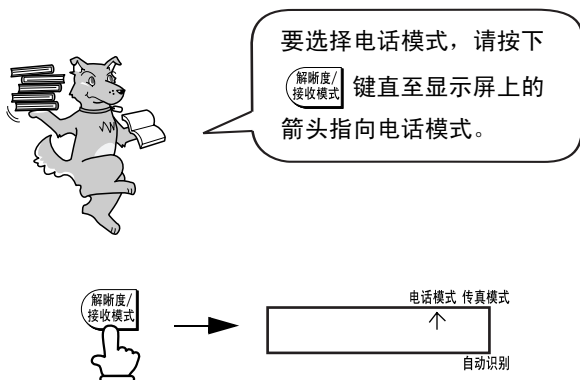 要选择电话模式，请按下
解晰度/
接收模式 键直至显示屏上的
箭头指向电话模式。
解晰度/
接收模式
电话模式 传真模式
自动识别